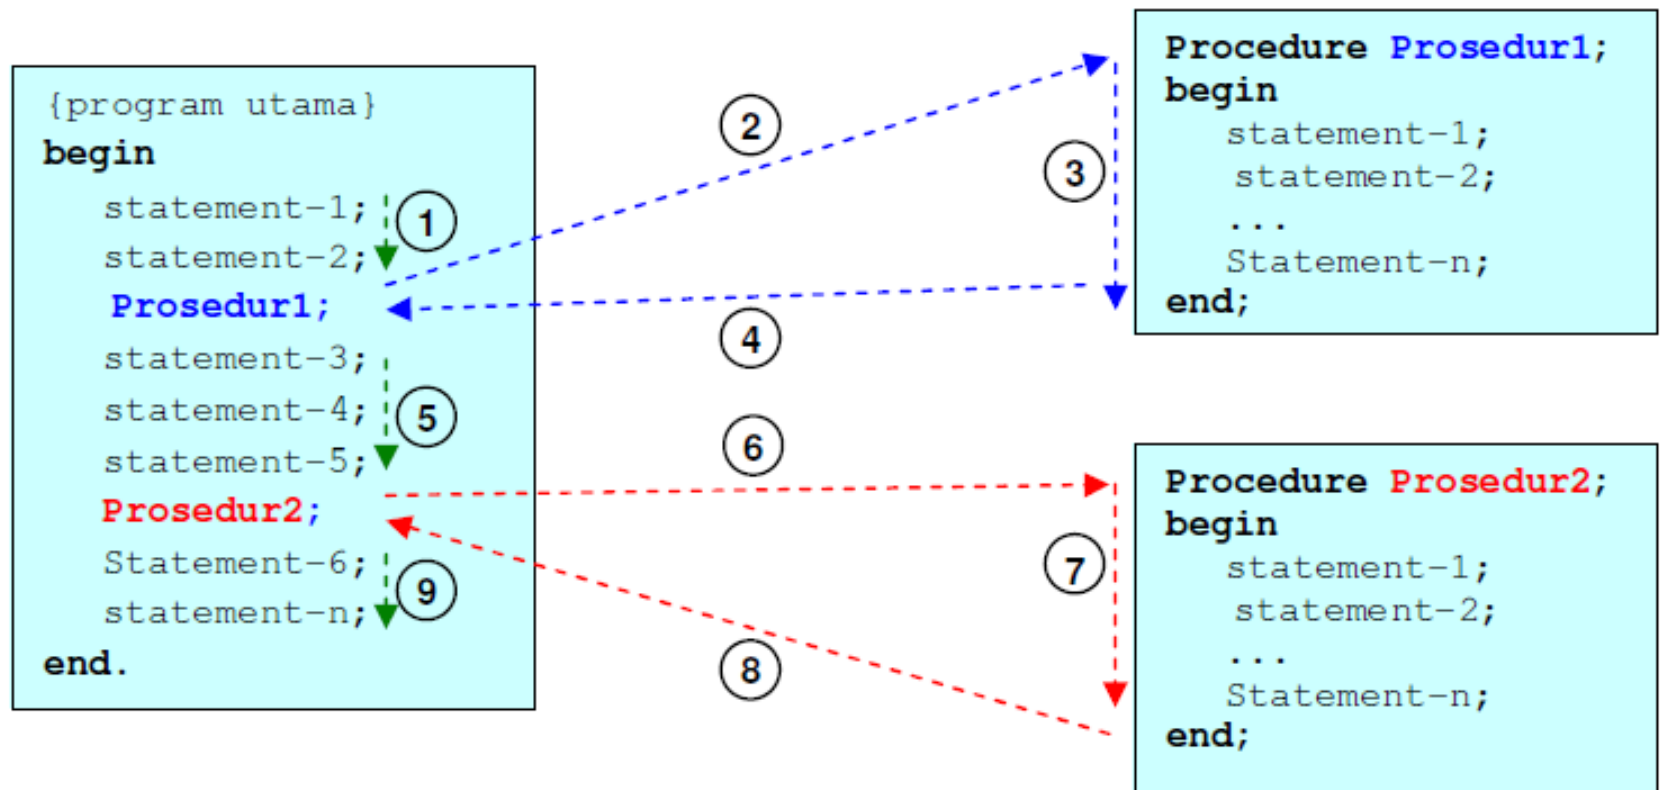 {program utama}
begin
statement-1;
statement-2;
Prosedur1;
statement-3;
statement-4;
statement-5;
Prosedur2;
Statement-6;
statement-n;
end.
1
2
3
4
5
6
7
8
9
Procedure Prosedur1;
begin
statement-1;
statement-2;
...
Statement-n;
end;
Procedure Prosedur2;
begin
statement-1;
statement-2;
...
Statement-n;
end;